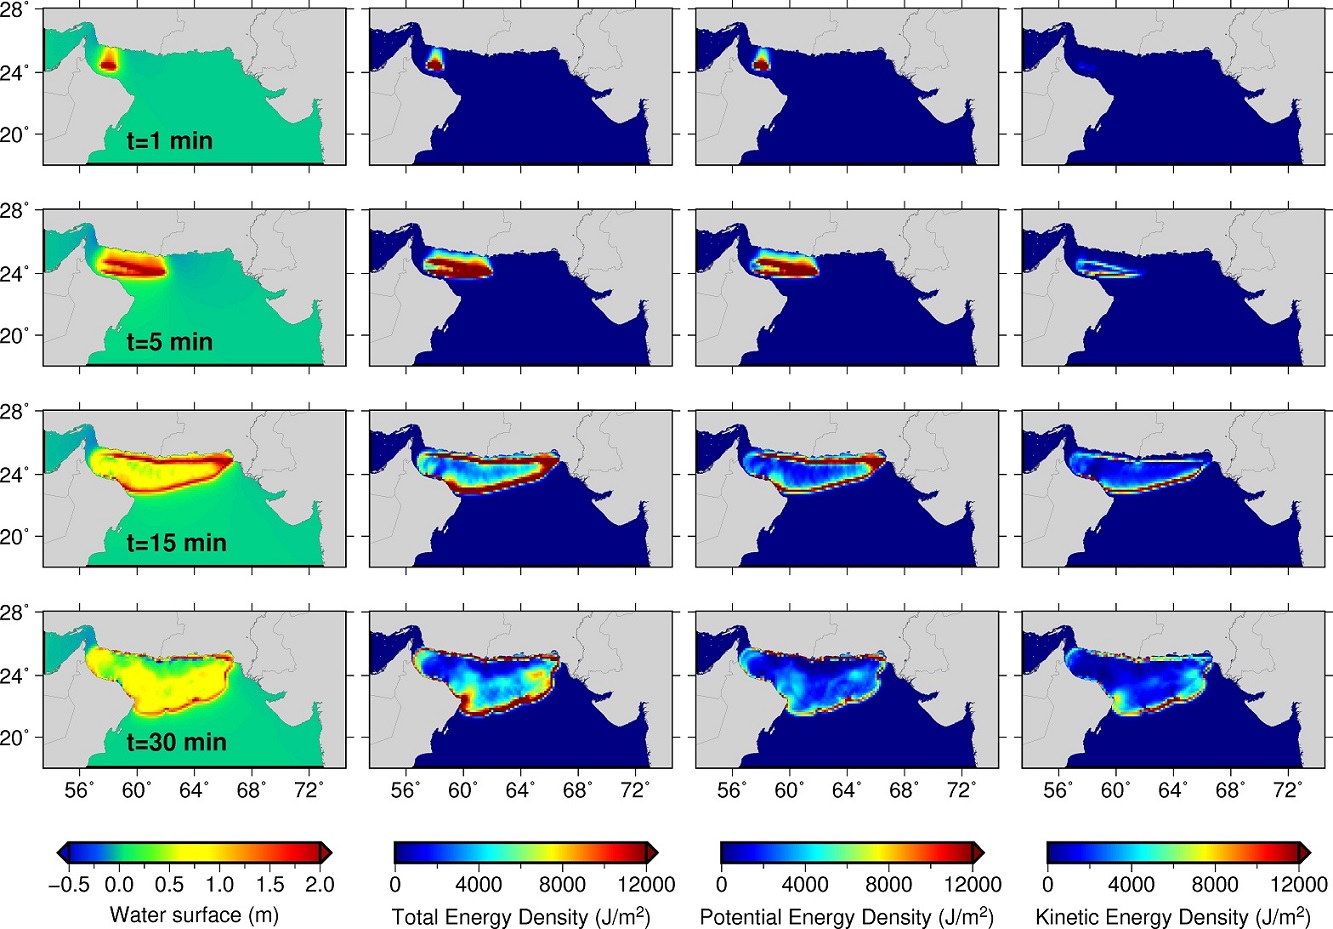 28°
24°
20°
t=1 min
28°
24°
20°
t=5 min
28°
24°
20°
t=15 min
28°
24°
20°
t=30 min
56° 60° 64° 68° 72° 56° 60° 64° 68° 72° 56° 60° 64° 68° 72° 56° 60° 64° 68° 72°
−0.5 0.0 0.5 1.0 1.5 2.0 0 4000 8000 12000 0 4000 8000 12000 0 4000 8000 12000
Water surface (m) Total Energy Density (J/m²) Potential Energy Density (J/m²) Kinetic Energy Density (J/m²)